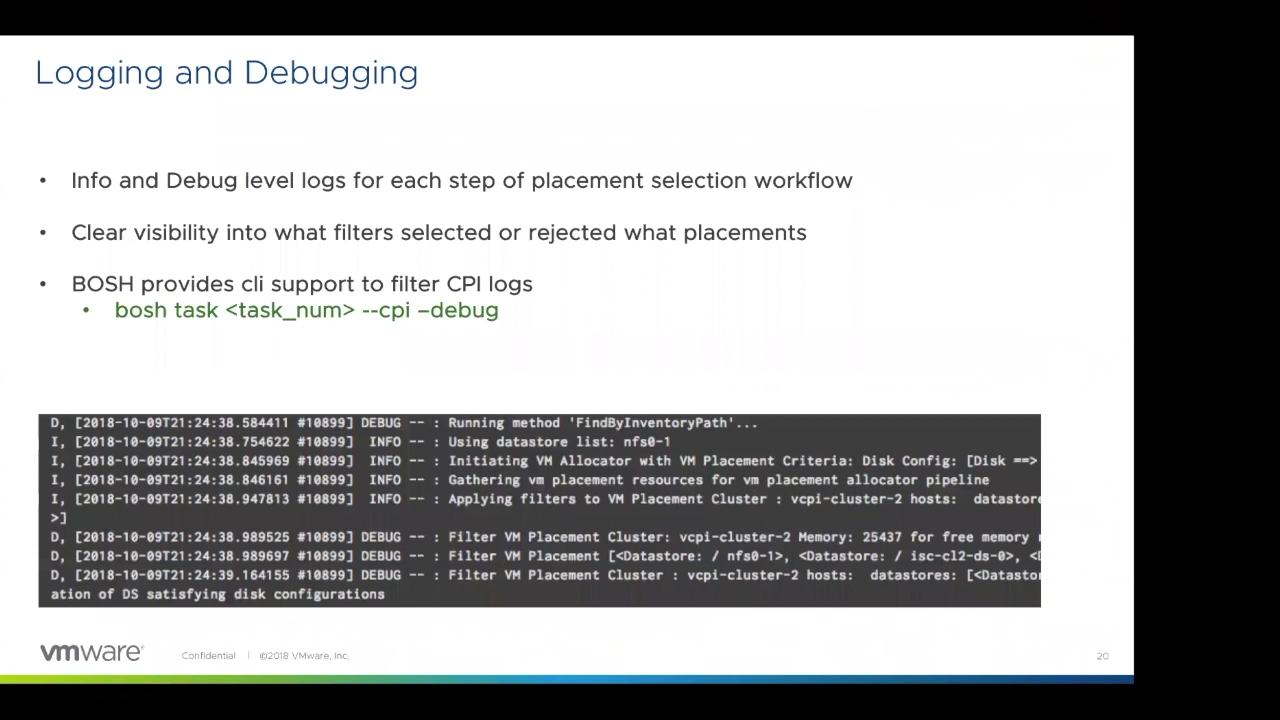 Logging and Debugging
• Info and Debug level logs for each step of placement selection workflow
• Clear visibility into what filters selected or rejected what placements
• BOSH provides cli support to filter CPI logs
• bosh task <task_num> --cpi –debug
D, [2018-10-09T21:24:38.584411 #10899] DEBUG -- : Running method 'FindByInventoryPath'...
I, [2018-10-09T21:24:38.754622 #10899]  INFO -- : Using datastore list: nfs0-1
I, [2018-10-09T21:24:38.845969 #10899]  INFO -- : Initiating VM Allocator with VM Placement Criteria: Disk Config: [Disk ==>
I, [2018-10-09T21:24:38.846161 #10899]  INFO -- : Gathering vm placement resources for vm placement allocator pipeline
I, [2018-10-09T21:24:38.947813 #10899]  INFO -- : Applying filters to VM Placement Cluster : vcpi-cluster-2 hosts:  datastore
>]
D, [2018-10-09T21:24:38.989525 #10899] DEBUG -- : Filter VM Placement Cluster: vcpi-cluster-2 Memory: 25437 for free memory
D, [2018-10-09T21:24:38.989697 #10899] DEBUG -- : Filter VM Placement [<Datastore: / nfs0-1>, <Datastore: / isc-cl2-ds-0>, <
D, [2018-10-09T21:24:39.164155 #10899] DEBUG -- : Filter VM Placement Cluster : vcpi-cluster-2 hosts:  datastores: [<Datastor
ation of DS satisfying disk configurations
vmware® Confidential | ©2018 VMware, Inc. 20